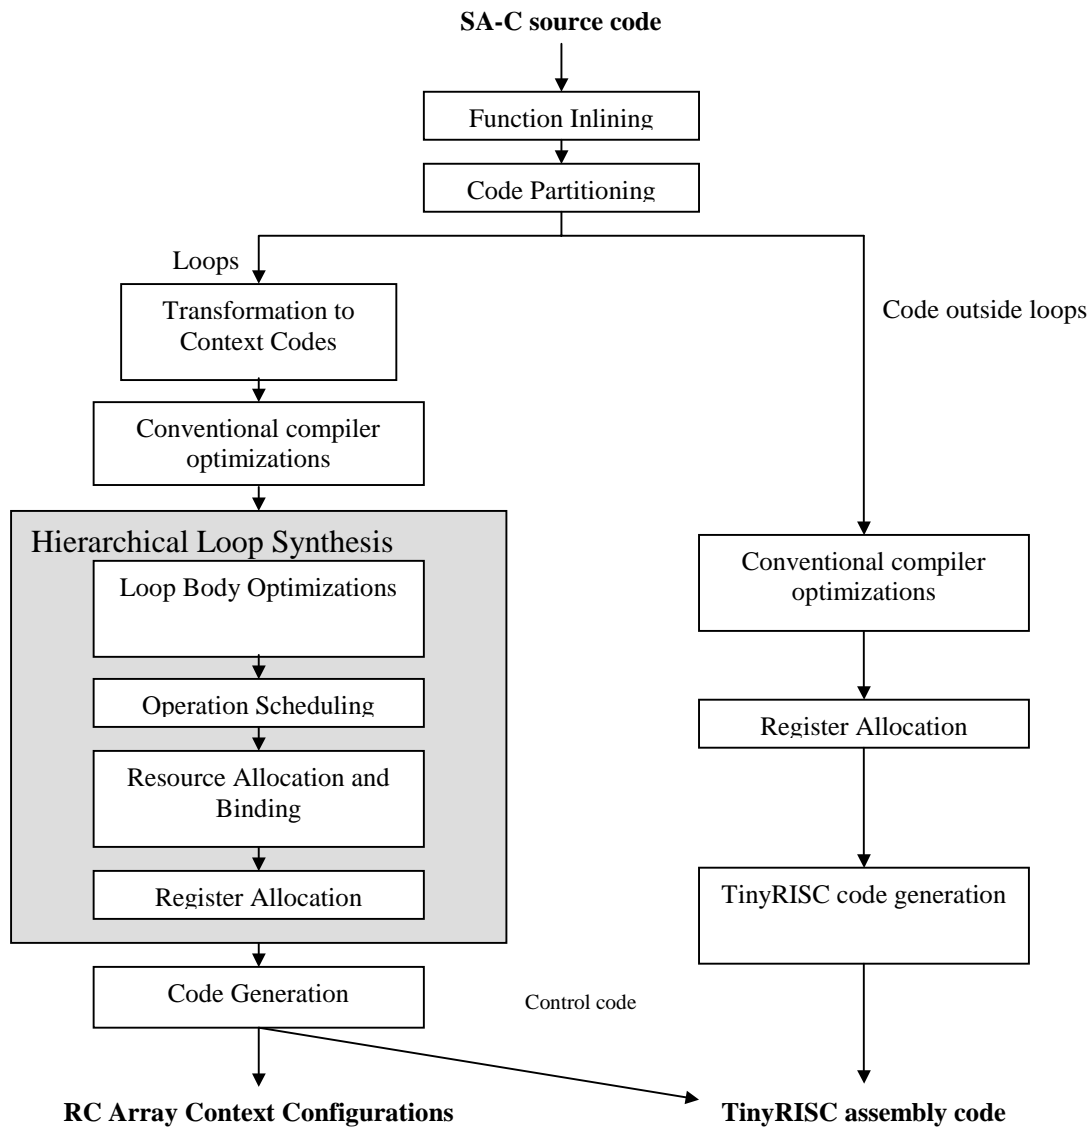 SA-C source code
Function Inlining
Code Partitioning
Loops
Code outside loops
Transformation to
Context Codes
Conventional compiler
optimizations
Hierarchical Loop Synthesis
Loop Body Optimizations
Operation Scheduling
Resource Allocation and
Binding
Register Allocation
Code Generation
Conventional compiler
optimizations
Register Allocation
TinyRISC code generation
Control code
RC Array Context Configurations
TinyRISC assembly code